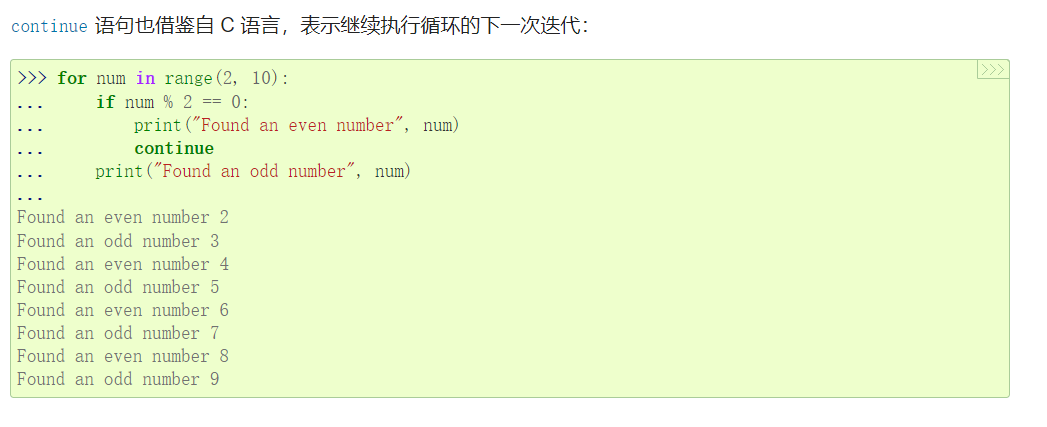 continue 语句也借鉴自 C 语言，表示继续执行循环的下一次迭代：
>>>
>>> for num in range(2, 10):
...     if num % 2 == 0:
...         print("Found an even number", num)
...         continue
...     print("Found an odd number", num)
...
Found an even number 2
Found an odd number 3
Found an even number 4
Found an odd number 5
Found an even number 6
Found an odd number 7
Found an even number 8
Found an odd number 9